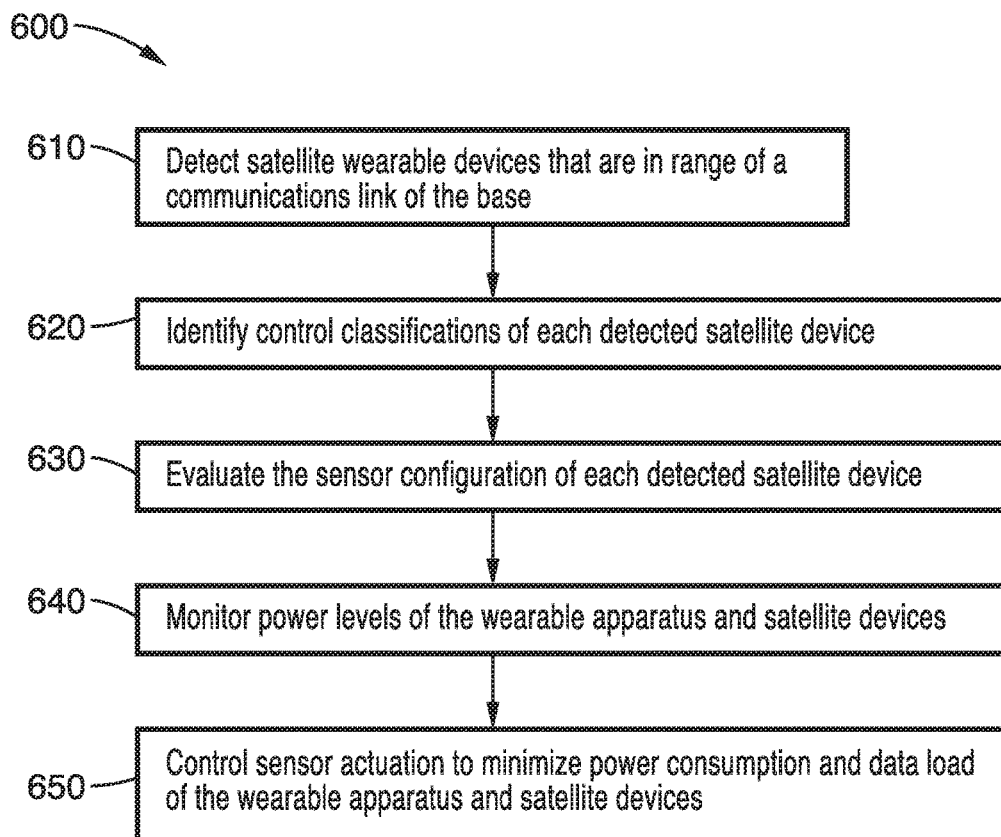 600
610
Detect satellite wearable devices that are in range of a
communications link of the base
620
Identify control classifications of each detected satellite device
630
Evaluate the sensor configuration of each detected satellite device
640
Monitor power levels of the wearable apparatus and satellite devices
650
Control sensor actuation to minimize power consumption and data load
of the wearable apparatus and satellite devices